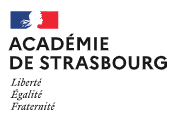 ACADÉMIE
DE STRASBOURG
Liberté
Égalité
Fraternité